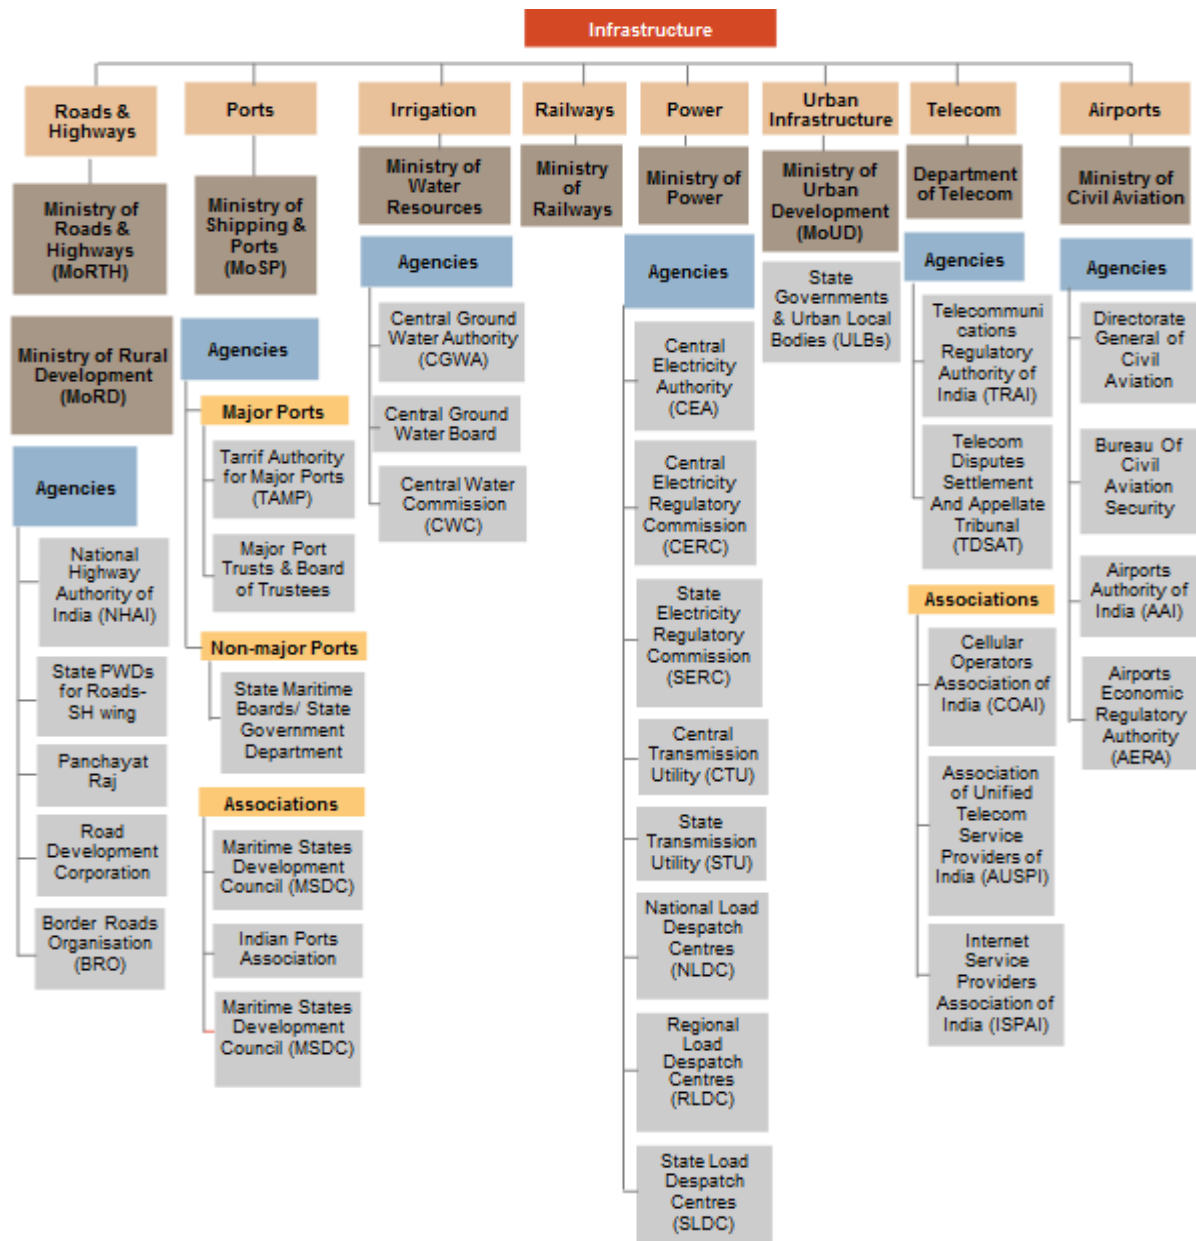 Infrastructure
Roads &
Highways
Ministry of
Roads &
Highways
(MoRTH)
Ministry of Rural
Development
(MoRD)
Agencies
National
Highway
Authority of
India (NHAI)
State PWDs
for Roads-
SH wing
Panchayat
Raj
Road
Development
Corporation
Border Roads
Organisation
(BRO)
Ports
Ministry of
Shipping &
Ports
(MoSP)
Agencies
Major Ports
Tarrif Authority
for Major Ports
(TAMP)
Major Port
Trusts & Board
of Trustees
Non-major Ports
State Maritime
Boards/ State
Government
Department
Associations
Maritime States
Development
Council (MSDC)
Indian Ports
Association
Maritime States
Development
Council (MSDC)
Irrigation
Ministry of
Water
Resources
Agencies
Central Ground
Water Authority
(CGWA)
Central Ground
Water Board
Central Water
Commission
(CWC)
Railways
Ministry
of
Railways
Power
Ministry of
Power
Agencies
Central
Electricity
Authority
(CEA)
Central
Electricity
Regulatory
Commission
(CERC)
State
Electricity
Regulatory
Commission
(SERC)
Central
Transmission
Utility (CTU)
State
Transmission
Utility (STU)
National Load
Despatch
Centres
(NLDC)
Regional
Load
Despatch
Centres
(RLDC)
State Load
Despatch
Centres
(SLDC)
Urban
Infrastructure
Ministry of
Urban
Development
(MoUD)
State
Governments
& Urban Local
Bodies (ULBs)
Telecom
Department
of Telecom
Agencies
Telecommuni
cations
Regulatory
Authority of
India (TRAI)
Telecom
Disputes
Settlement
And Appellate
Tribunal
(TDSAT)
Associations
Cellular
Operators
Association of
India (COAI)
Association
of Unified
Telecom
Service
Providers of
India (AUSPI)
Internet
Service
Providers
Association of
India (ISPAI)
Airports
Ministry of
Civil Aviation
Agencies
Directorate
General of
Civil
Aviation
Bureau Of
Civil
Aviation
Security
Airports
Authority of
India (AAI)
Airports
Economic
Regulatory
Authority
(AERA)